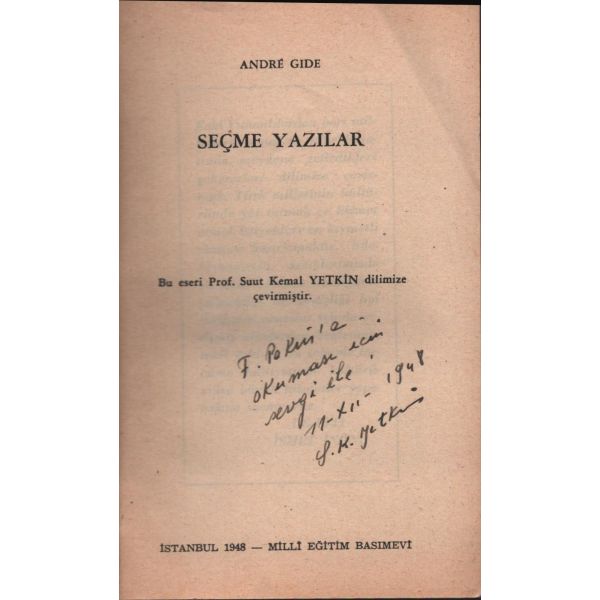 ANDRÉ GIDE
SEÇME YAZILAR
Bu eseri Prof. Suut Kemal YETKİN dilimize
çevirmiştir.
F.
okuması için
sevgi ile
11-XII-1948
S. K. Yetkin
İSTANBUL 1948 — MİLLÎ EĞİTİM BASIMEVİ